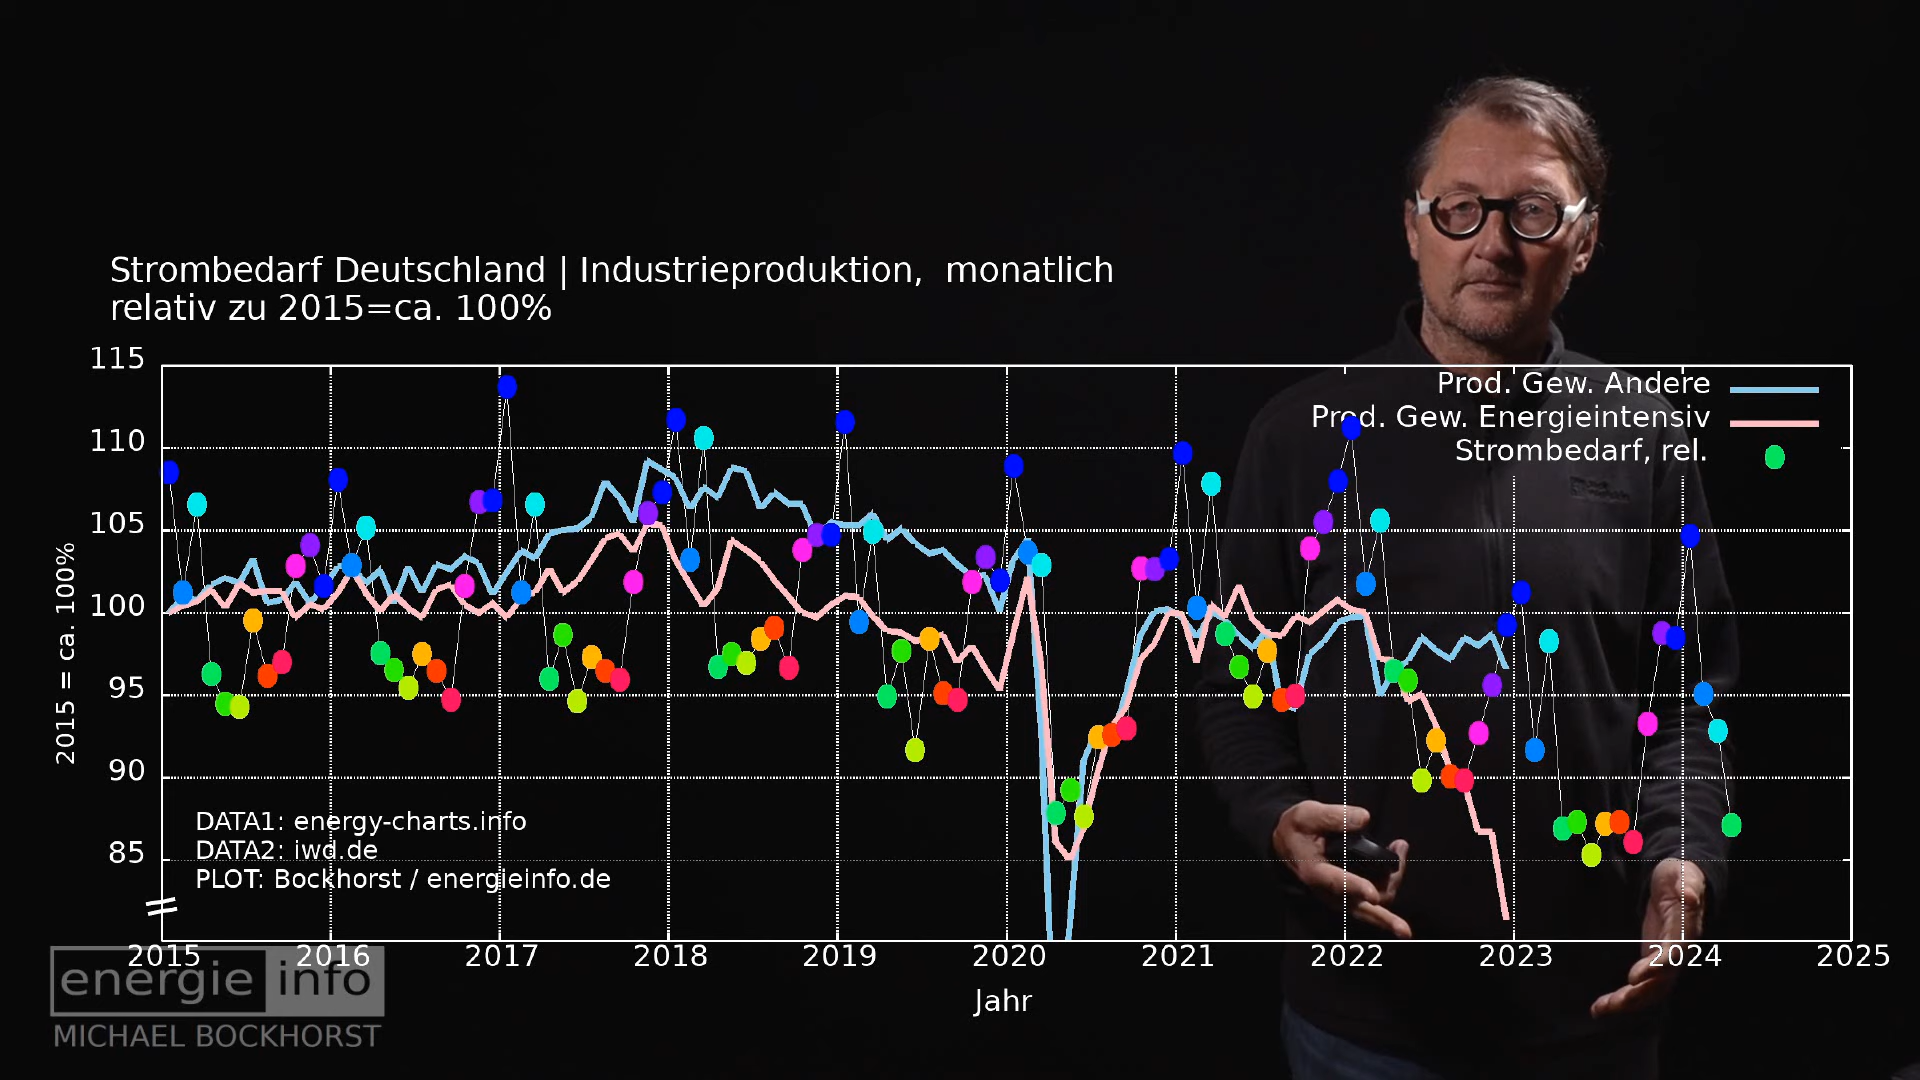 Strombedarf Deutschland | Industrieproduktion, monatlich
relativ zu 2015=ca. 100%
115
110
105
100
95
90
85
2015 = ca. 100%
Prod. Gew. Andere
Prod. Gew. Energieintensiv
Strombedarf, rel.
DATA1: energy-charts.info
DATA2: iwd.de
PLOT: Bockhorst / energieinfo.de
2015 2016 2017 2018 2019 2020 2021 2022 2023 2024 2025
Jahr
energie info
MICHAEL BOCKHORST